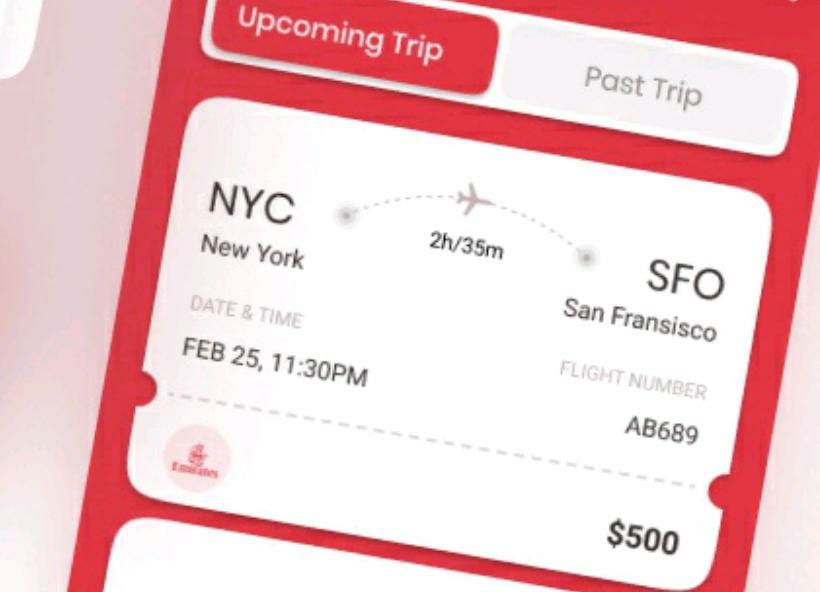 Upcoming Trip
Past Trip
NYC
SFO
2h/35m
New York
San Fransisco
DATE & TIME
FLIGHT NUMBER
FEB 25, 11:30PM
AB689
Emirates
$500